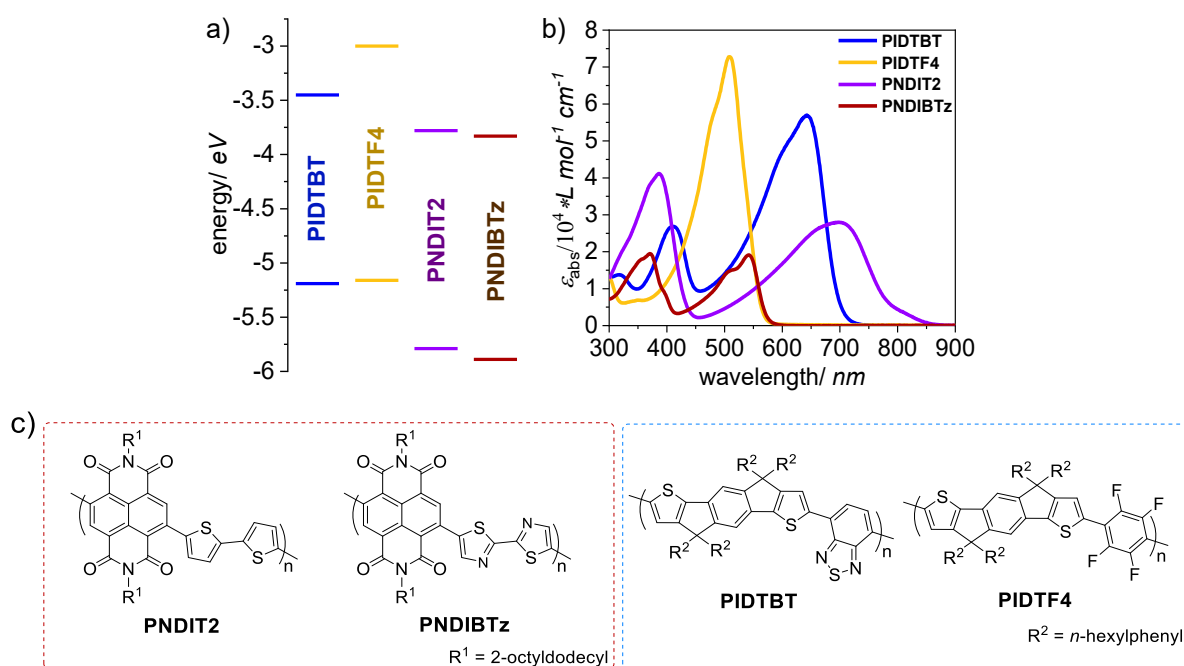 a)
energy/ eV
-3
-3.5
-4
-4.5
-5
-5.5
-6
PIDTBT
PIDTF4
PNDIT2
PNDIBTz
b)
εabs/10⁴ *L mol⁻¹ cm⁻¹
8
7
6
5
4
3
2
1
0
PIDTBT
PIDTF4
PNDIT2
PNDIBTz
300 400 500 600 700 800 900
wavelength/ nm
c)
R¹
O N O
S
S
n
O N O
R¹
PNDIT2
R¹
O N O
S
N
N
S
n
O N O
R¹
PNDIBTz
R¹ = 2-octyldodecyl
R² R²
S
S
R² R²
N S N
n
PIDTBT
R² R²
S
S
R² R²
F
F
F
F
n
PIDTF4
R² = n-hexylphenyl